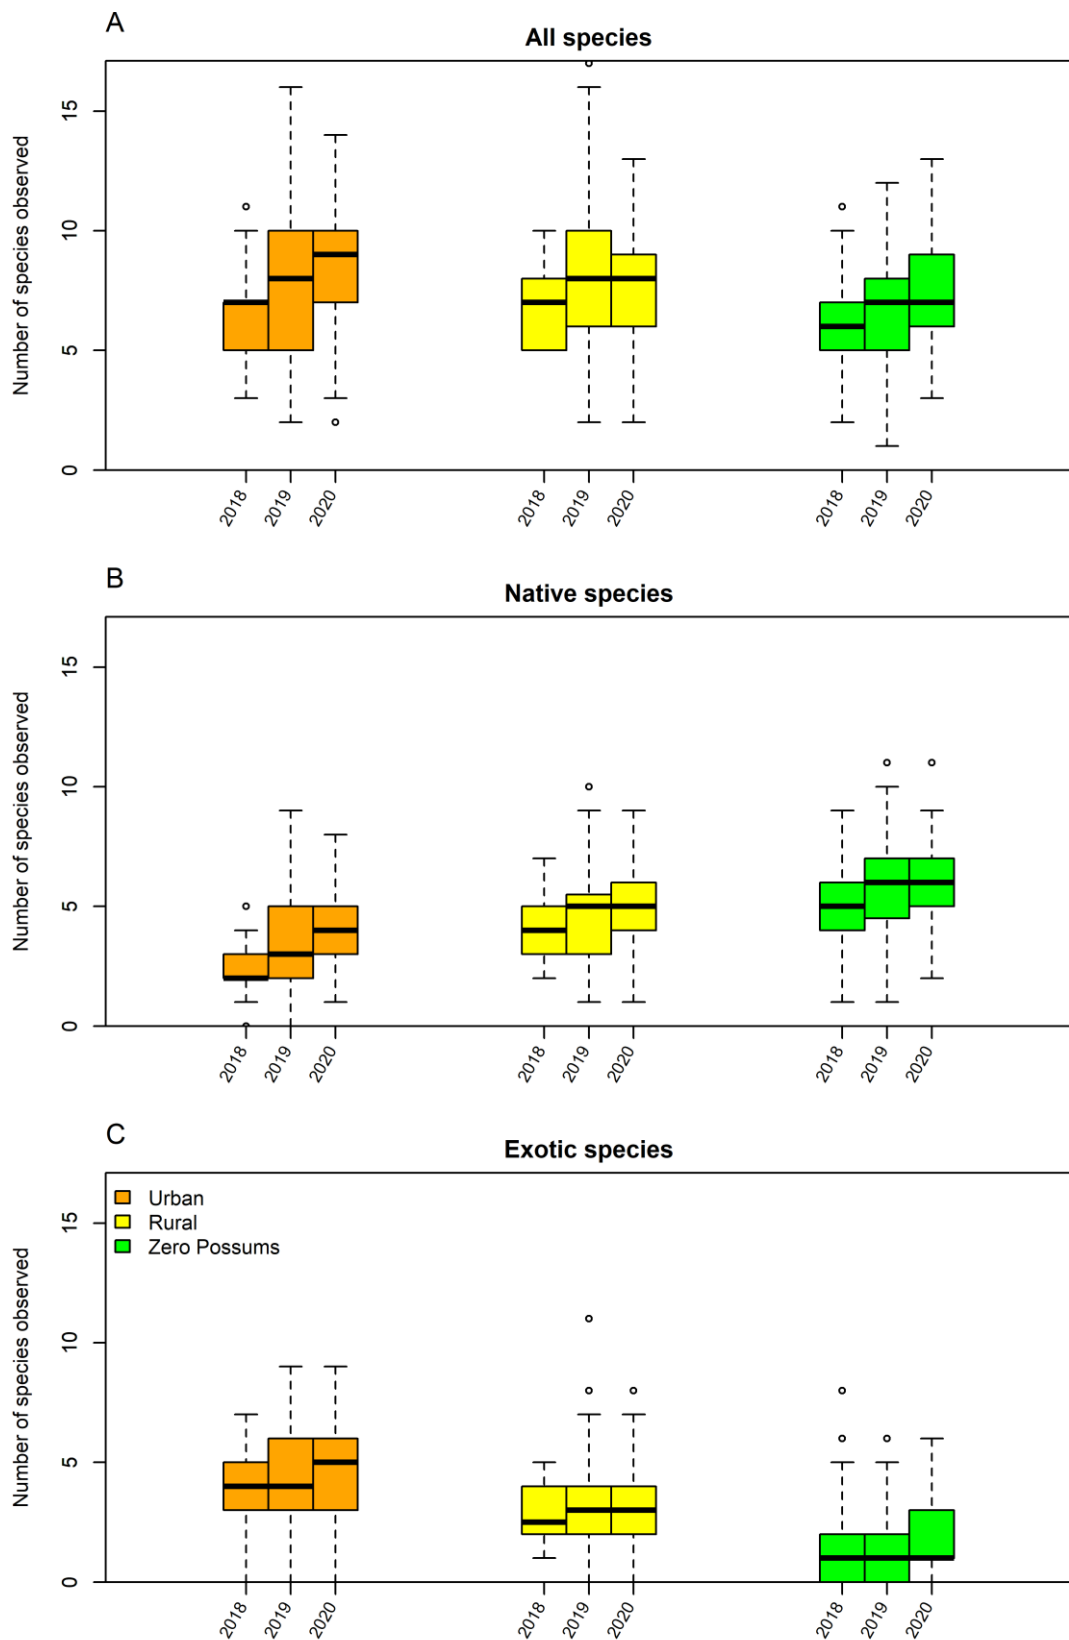 A
All species
Number of species observed
15
10
5
0
2018 2019 2020 2018 2019 2020 2018 2019 2020
B
Native species
Number of species observed
15
10
5
0
2018 2019 2020 2018 2019 2020 2018 2019 2020
C
Exotic species
Number of species observed
Urban
Rural
Zero Possums
15
10
5
0
2018 2019 2020 2018 2019 2020 2018 2019 2020